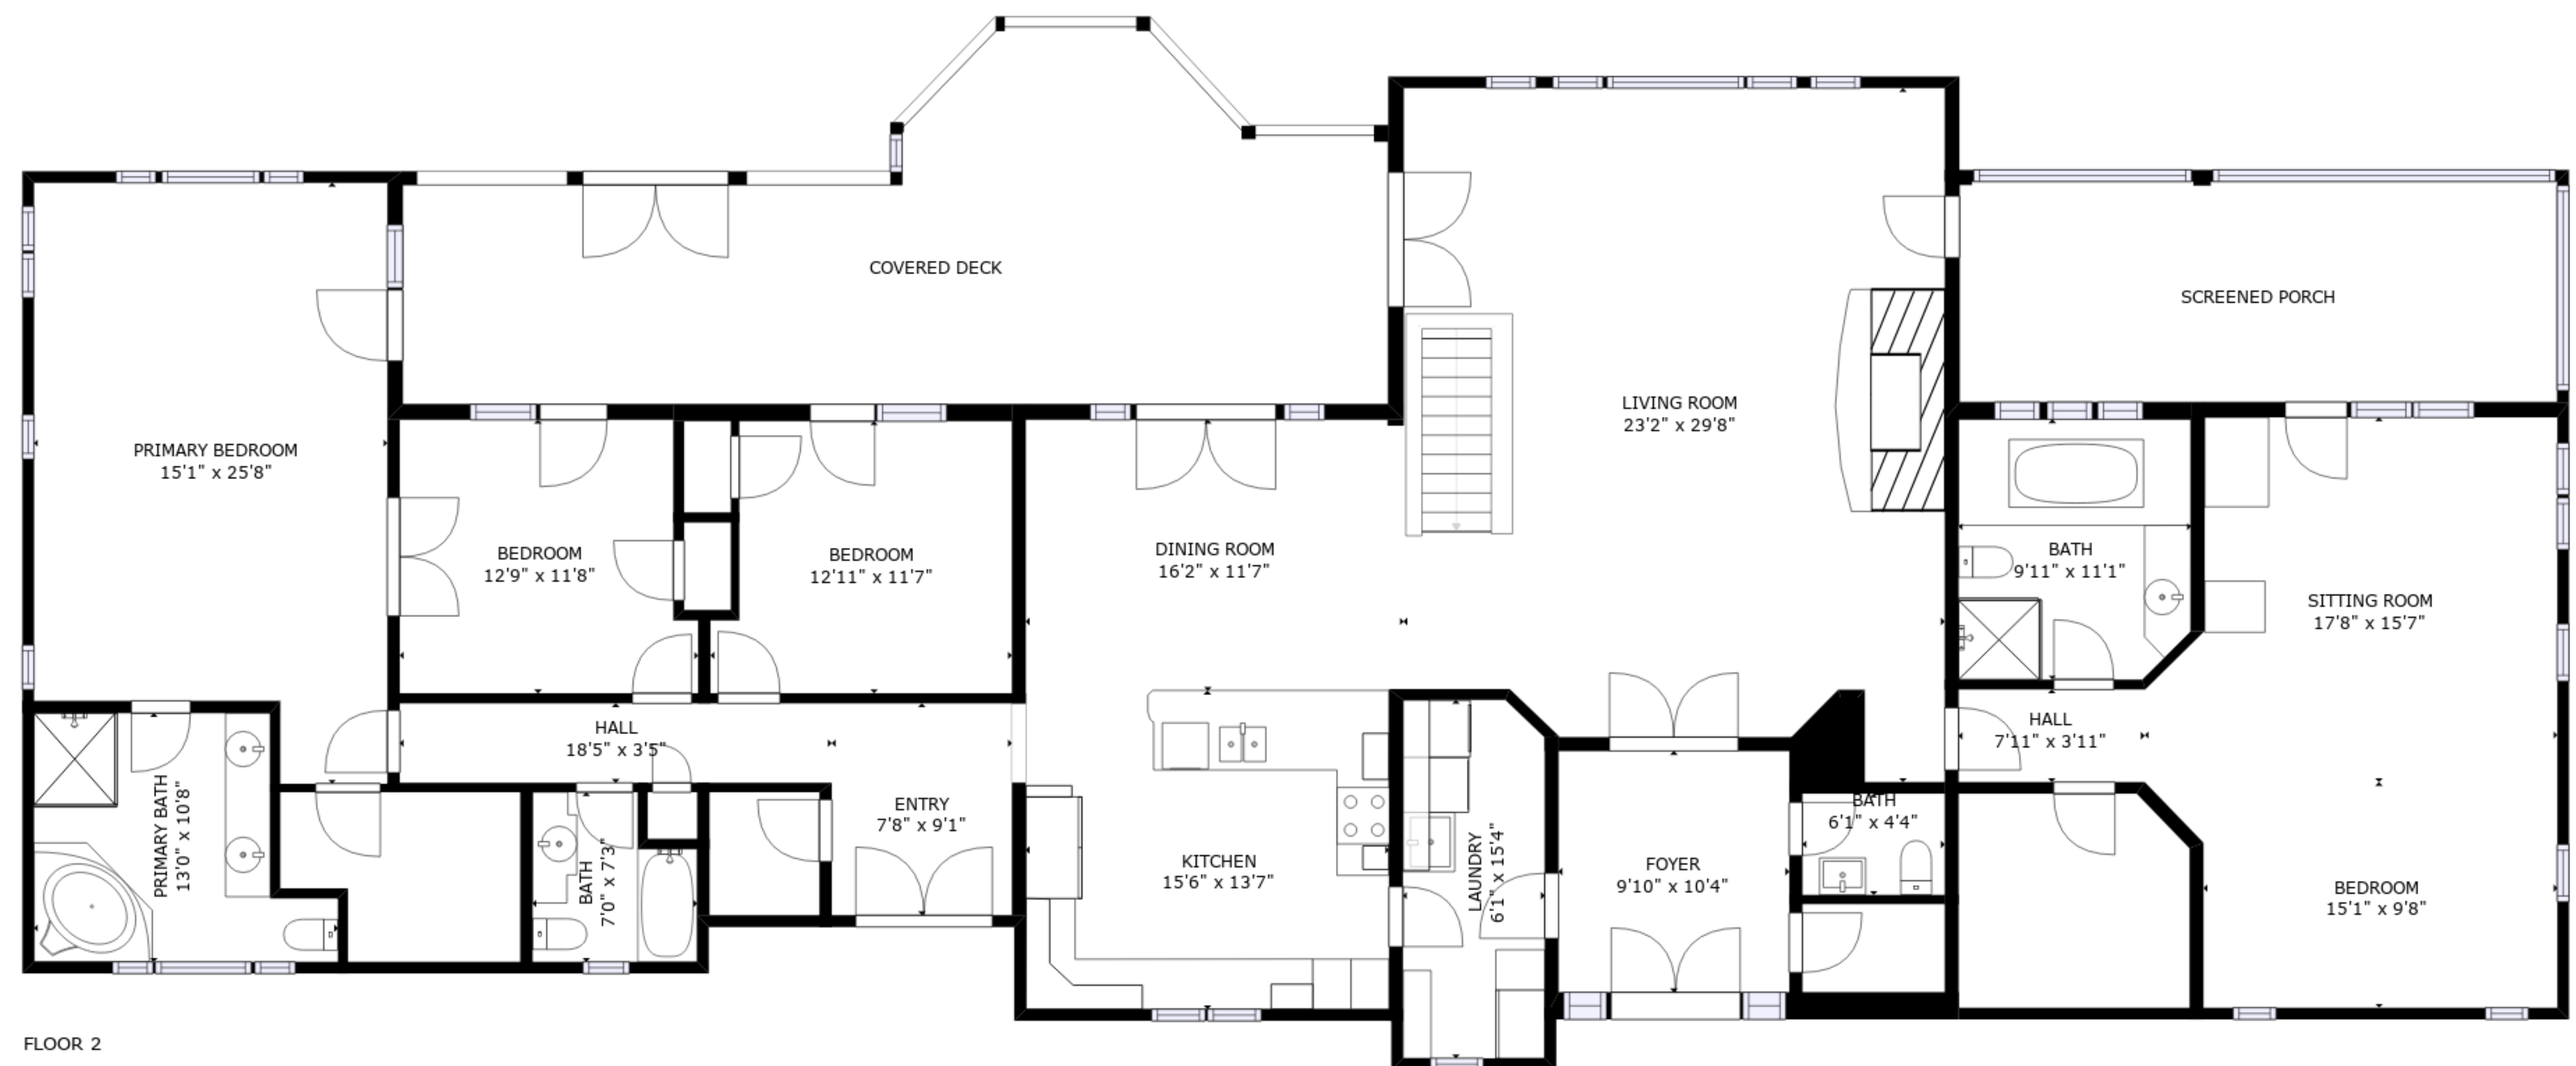 COVERED DECK
SCREENED PORCH
PRIMARY BEDROOM
15'1" x 25'8"
LIVING ROOM
23'2" x 29'8"
BEDROOM
12'9" x 11'8"
BEDROOM
12'11" x 11'7"
DINING ROOM
16'2" x 11'7"
BATH
9'11" x 11'1"
SITTING ROOM
17'8" x 15'7"
HALL
18'5" x 3'5"
HALL
7'11" x 3'11"
PRIMARY BATH
13'0" x 10'8"
BATH
7'0" x 7'3"
ENTRY
7'8" x 9'1"
KITCHEN
15'6" x 13'7"
LAUNDRY
6'1" x 15'4"
FOYER
9'10" x 10'4"
BATH
6'1" x 4'4"
BEDROOM
15'1" x 9'8"
FLOOR 2